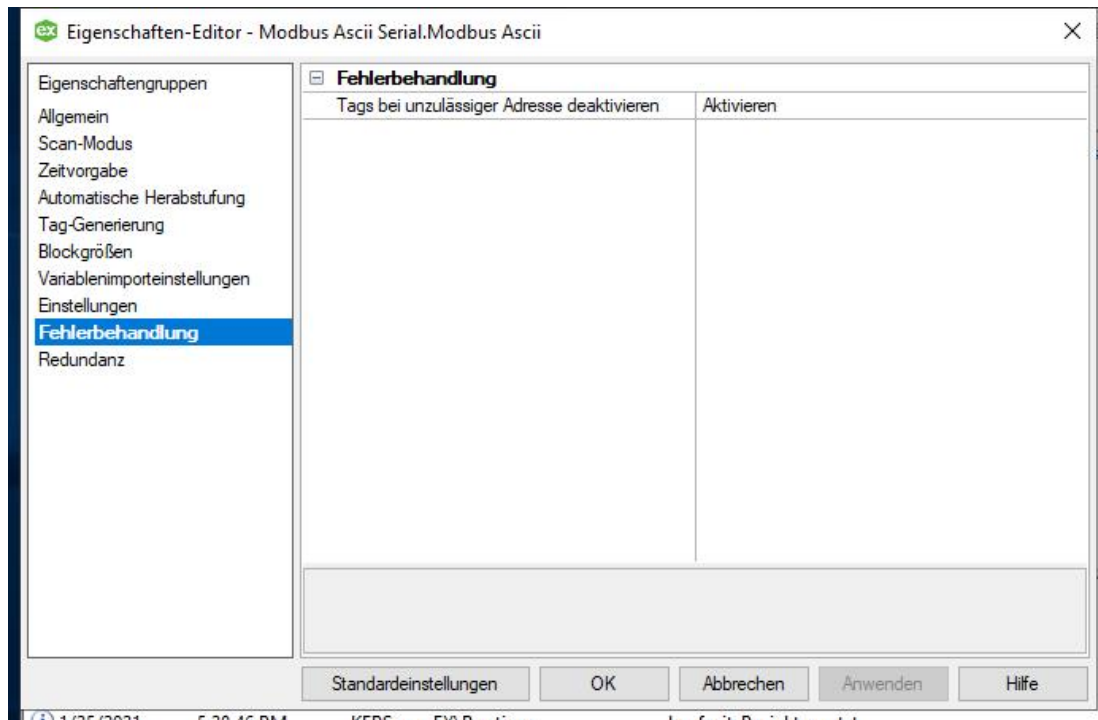 ex Eigenschaften-Editor - Modbus Ascii Serial.Modbus Ascii
Eigenschaftengruppen
Allgemein
Scan-Modus
Zeitvorgabe
Automatische Herabstufung
Tag-Generierung
Blockgrößen
Variablenimporteinstellungen
Einstellungen
Fehlerbehandlung
Redundanz
Fehlerbehandlung
Tags bei unzulässiger Adresse deaktivieren Aktivieren
Standardeinstellungen OK Abbrechen Anwenden Hilfe